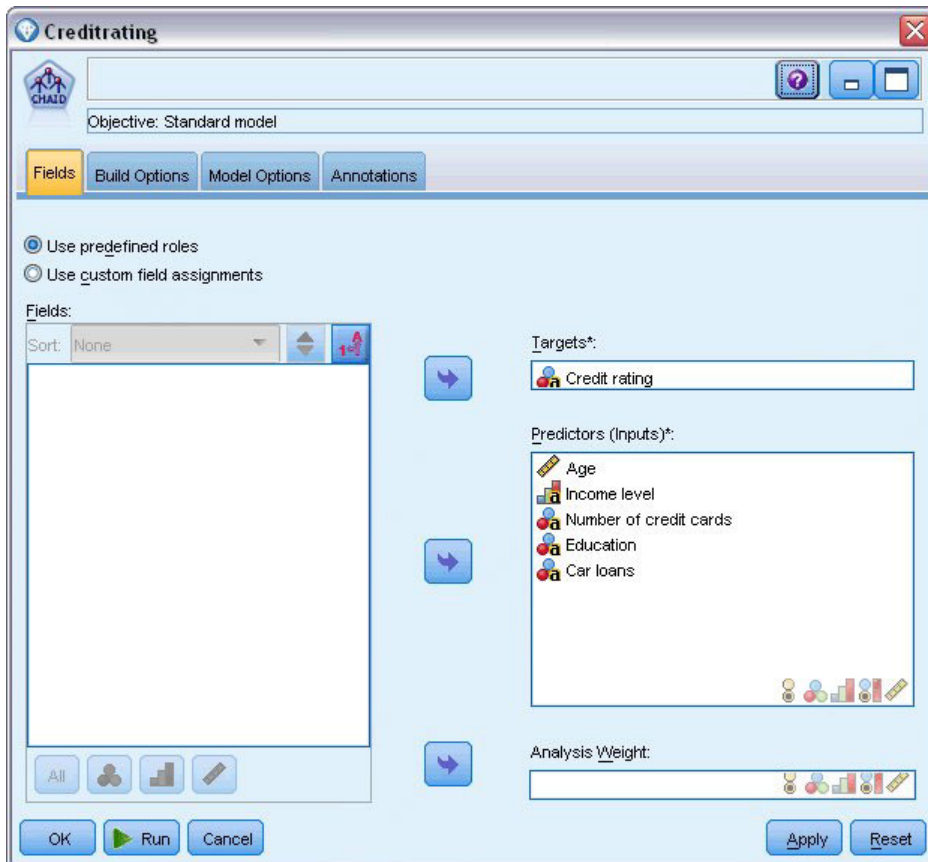 Creditrating
CHAID
Objective: Standard model
Fields Build Options Model Options Annotations
Use predefined roles
Use custom field assignments
Fields:
Sort: None
Targets*:
Credit rating
Predictors (Inputs)*:
Age
Income level
Number of credit cards
Education
Car loans
All
Analysis Weight:
OK Run Cancel Apply Reset